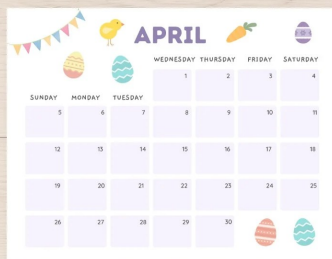 APRIL
WEDNESDAY THURSDAY FRIDAY SATURDAY
1 2 3 4
SUNDAY MONDAY TUESDAY
5 6 7 8 9 10 11
12 13 14 15 16 17 18
19 20 21 22 23 24 25
26 27 28 29 30